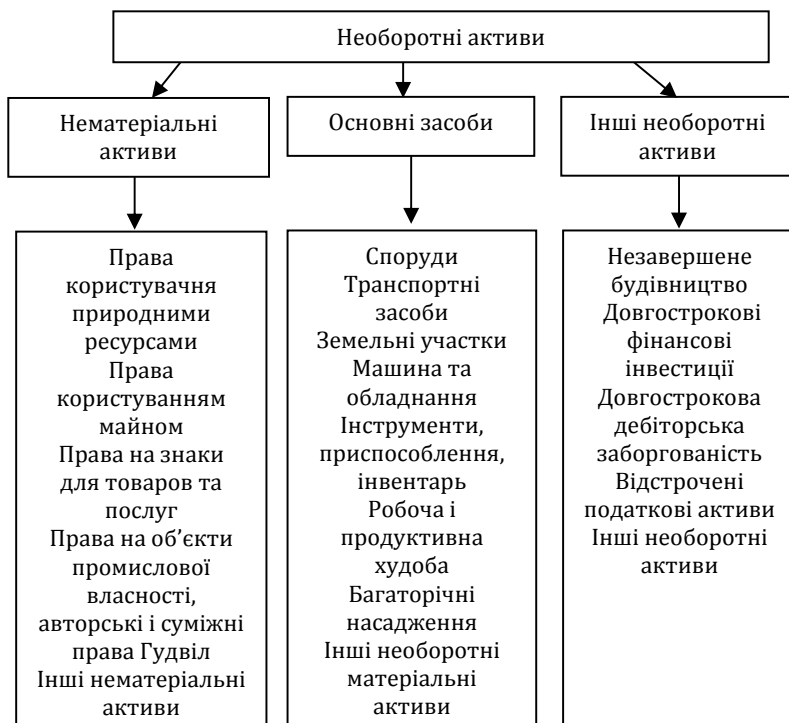 Необоротні активи
Нематеріальні
активи
Основні засоби
Інші необоротні
активи
Права
користувачня
природними
ресурсами
Права
користуванням
майном
Права на знаки
для товаров та
послуг
Права на об’єкти
промислової
власності,
авторські і суміжні
права Гудвіл
Інші нематеріальні
активи
Споруди
Транспортні
засоби
Земельні участки
Машина та
обладнання
Інструменти,
приспособлення,
інвентарь
Робоча і
продуктивна
худоба
Багаторічні
насадження
Інші необоротні
матеріальні
активи
Незавершене
будівництво
Довгострокові
фінансові
інвестиції
Довгострокова
дебіторська
заборгованість
Відстрочені
податкові активи
Інші необоротні
активи